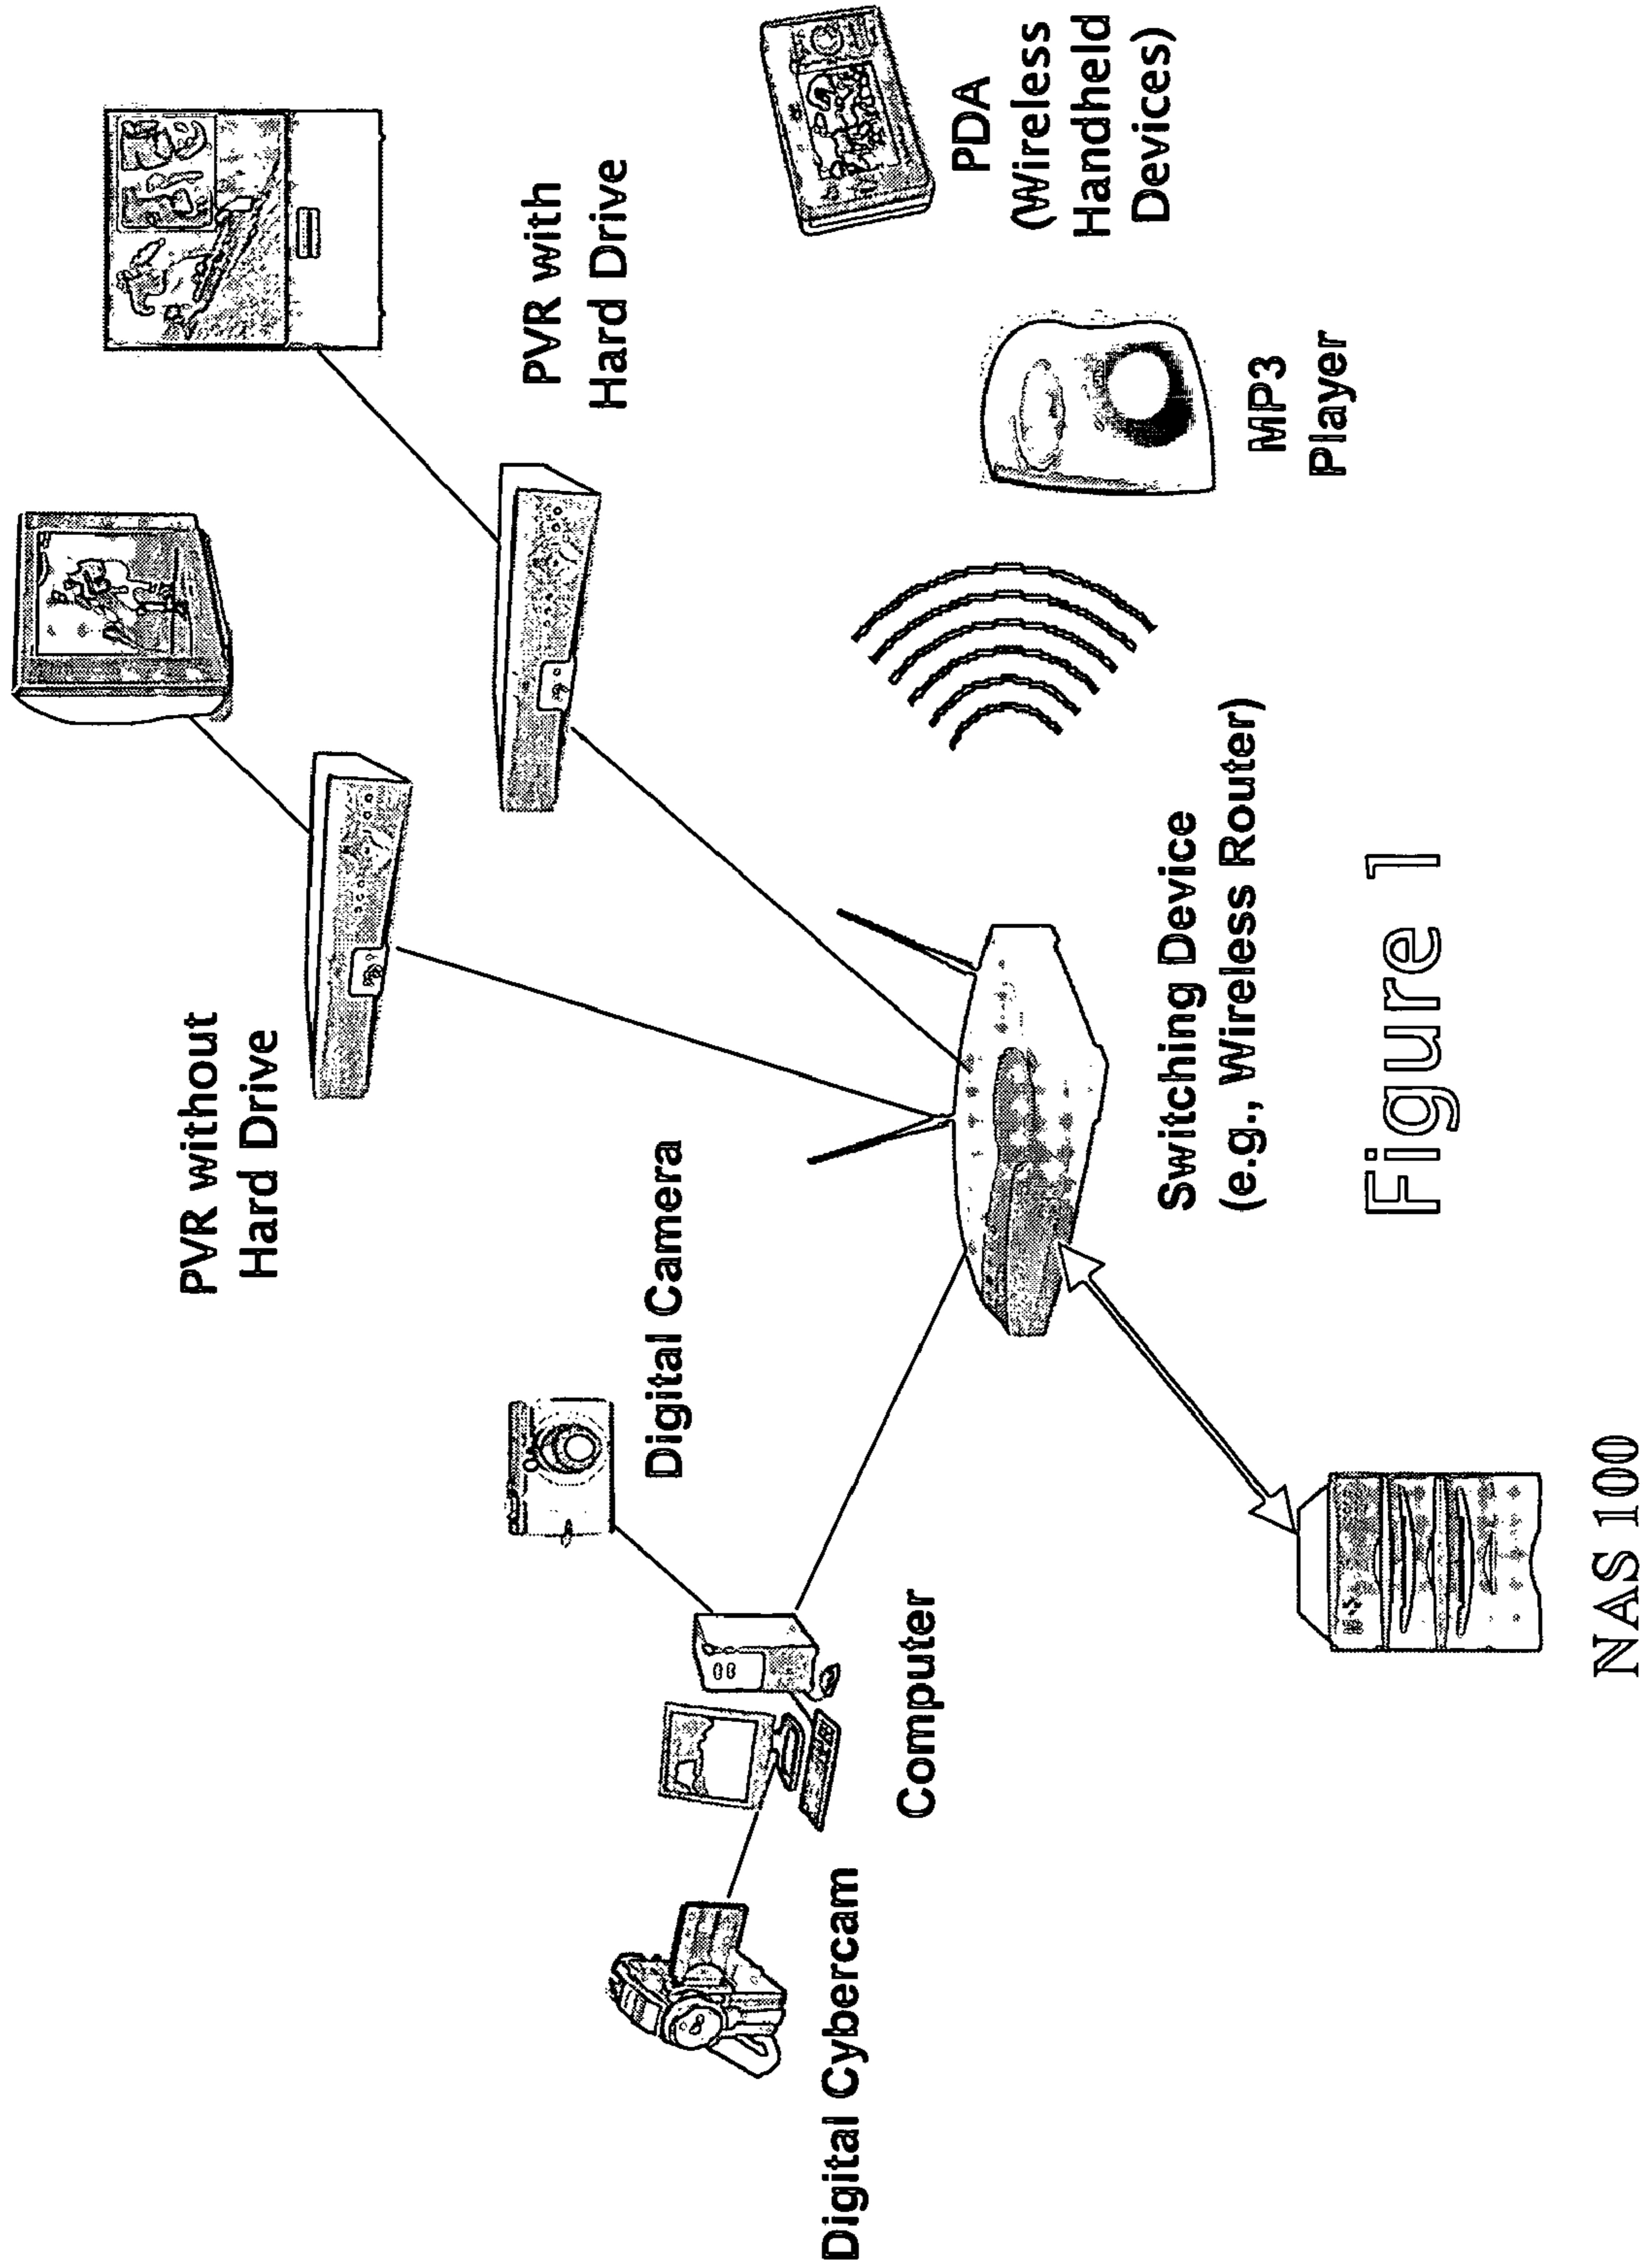 PVR without
Hard Drive
PVR with
Hard Drive
Digital Camera
PDA
(Wireless
Handheld
Devices)
Digital Cybercam
Computer
MP3
Player
Switching Device
(e.g., Wireless Router)
Figure 1
NAS 100